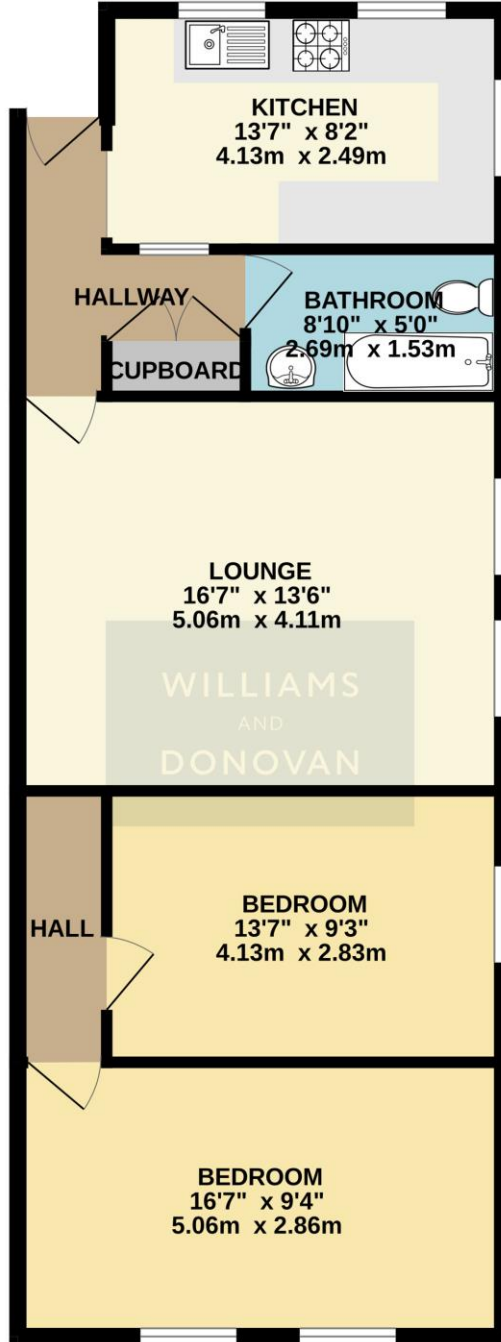 KITCHEN
13'7" x 8'2"
4.13m x 2.49m
HALLWAY
BATHROOM
8'10" x 5'0"
2.69m x 1.53m
CUPBOARD
LOUNGE
16'7" x 13'6"
5.06m x 4.11m
WILLIAMS
AND
DONOVAN
HALL
BEDROOM
13'7" x 9'3"
4.13m x 2.83m
BEDROOM
16'7" x 9'4"
5.06m x 2.86m